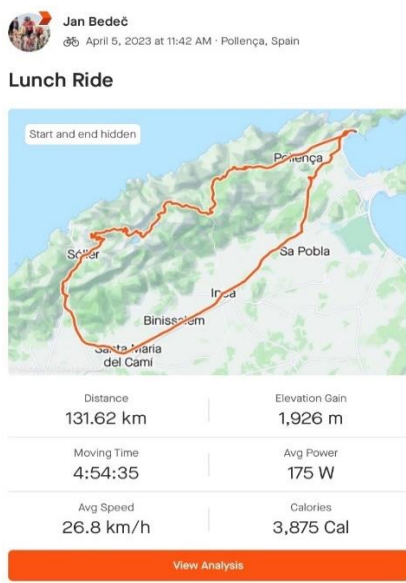 Jan Bedeč
April 5, 2023 at 11:42 AM · Pollença, Spain
Lunch Ride
Start and end hidden
Pollença
Sóller
Sa Pobla
Inca
Binissalem
Santa Maria
del Camí
Distance
131.62 km
Elevation Gain
1,926 m
Moving Time
4:54:35
Avg Power
175 W
Avg Speed
26.8 km/h
Calories
3,875 Cal
View Analysis